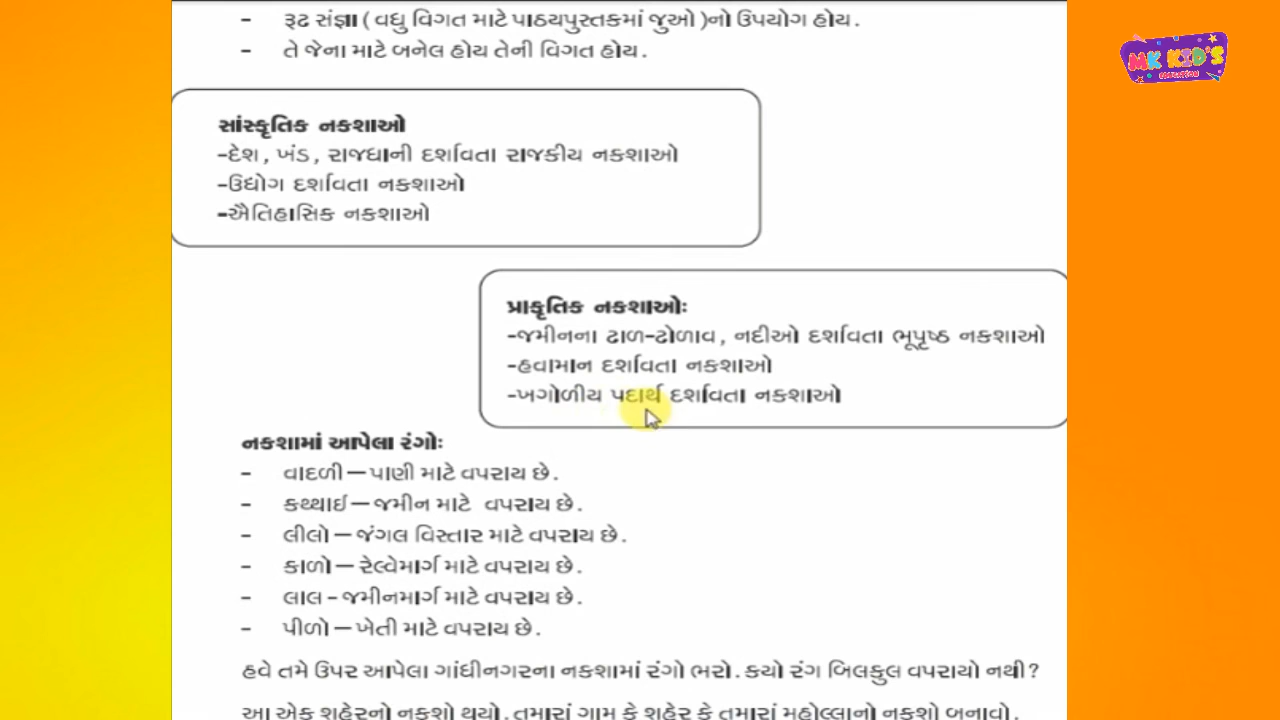 - રૂઢ સંજ્ઞા ( વધુ વિગત માટે પાઠ્યપુસ્તકમાં જુઓ )નો ઉપયોગ હોય.
- તે જેના માટે બનેલ હોય તેની વિગત હોય.
MK KID'S
EDUCATION
સાંસ્કૃતિક નકશાઓ
-દેશ, ખંડ, રાજધાની દર્શાવતા રાજકીય નકશાઓ
-ઉદ્યોગ દર્શાવતા નકશાઓ
-ઐતિહાસિક નકશાઓ
પ્રાકૃતિક નકશાઓઃ
-જમીનના ઢાળ-ઢોળાવ, નદીઓ દર્શાવતા ભૂપૃષ્ઠ નકશાઓ
-હવામાન દર્શાવતા નકશાઓ
-ખગોળીય પદાર્થ દર્શાવતા નકશાઓ
નકશામાં આપેલા રંગોઃ
- વાદળી – પાણી માટે વપરાય છે.
- કથ્થાઈ – જમીન માટે વપરાય છે.
- લીલો – જંગલ વિસ્તાર માટે વપરાય છે.
- કાળો – રેલ્વેમાર્ગ માટે વપરાય છે.
- લાલ - જમીનમાર્ગ માટે વપરાય છે.
- પીળો – ખેતી માટે વપરાય છે.
હવે તમે ઉપર આપેલા ગાંધીનગરના નકશામાં રંગો ભરો. કયો રંગ બિલકુલ વપરાયો નથી?
આ એક શહેરનો નકશો થયો. તમારાં ગામ કે શહેર કે તમારાં મહોલ્લાનો નકશો બનાવો.